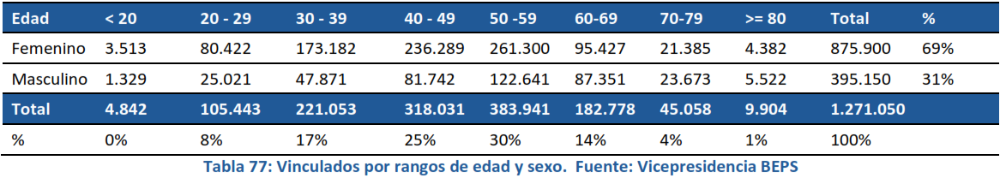 Edad < 20 20 - 29 30 - 39 40 - 49 50 -59 60-69 70-79 >= 80 Total %
Femenino 3.513 80.422 173.182 236.289 261.300 95.427 21.385 4.382 875.900 69%
Masculino 1.329 25.021 47.871 81.742 122.641 87.351 23.673 5.522 395.150 31%
Total 4.842 105.443 221.053 318.031 383.941 182.778 45.058 9.904 1.271.050
% 0% 8% 17% 25% 30% 14% 4% 1% 100%
Tabla 77: Vinculados por rangos de edad y sexo. Fuente: Vicepresidencia BEPS